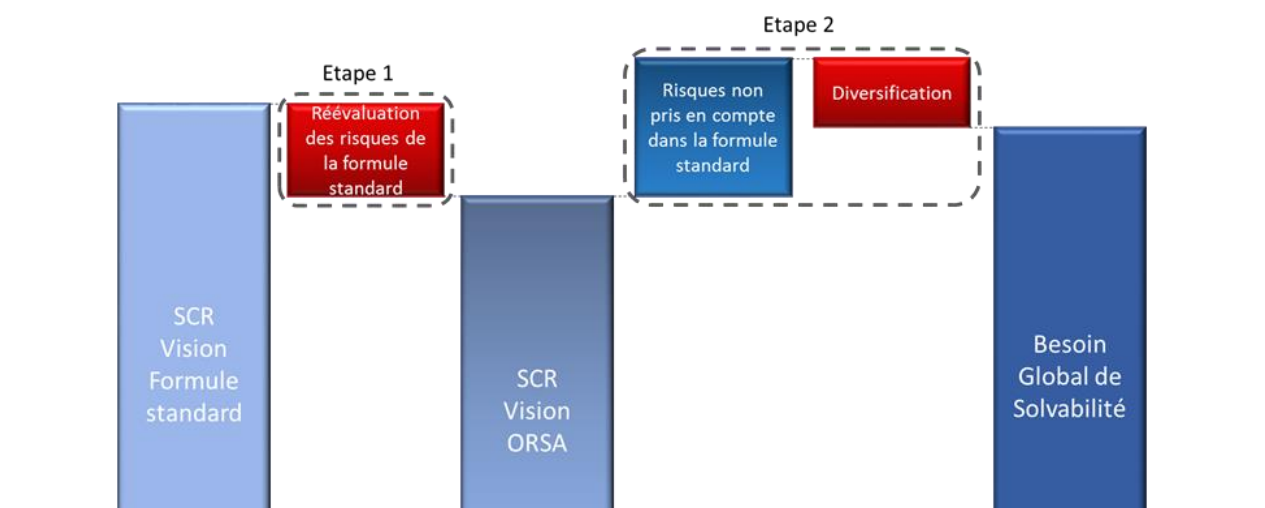 Etape 2
Etape 1
Réévaluation
des risques de
la formule
standard
Risques non
pris en compte
dans la formule
standard
Diversification
SCR
Vision
Formule
standard
SCR
Vision
ORSA
Besoin
Global de
Solvabilité